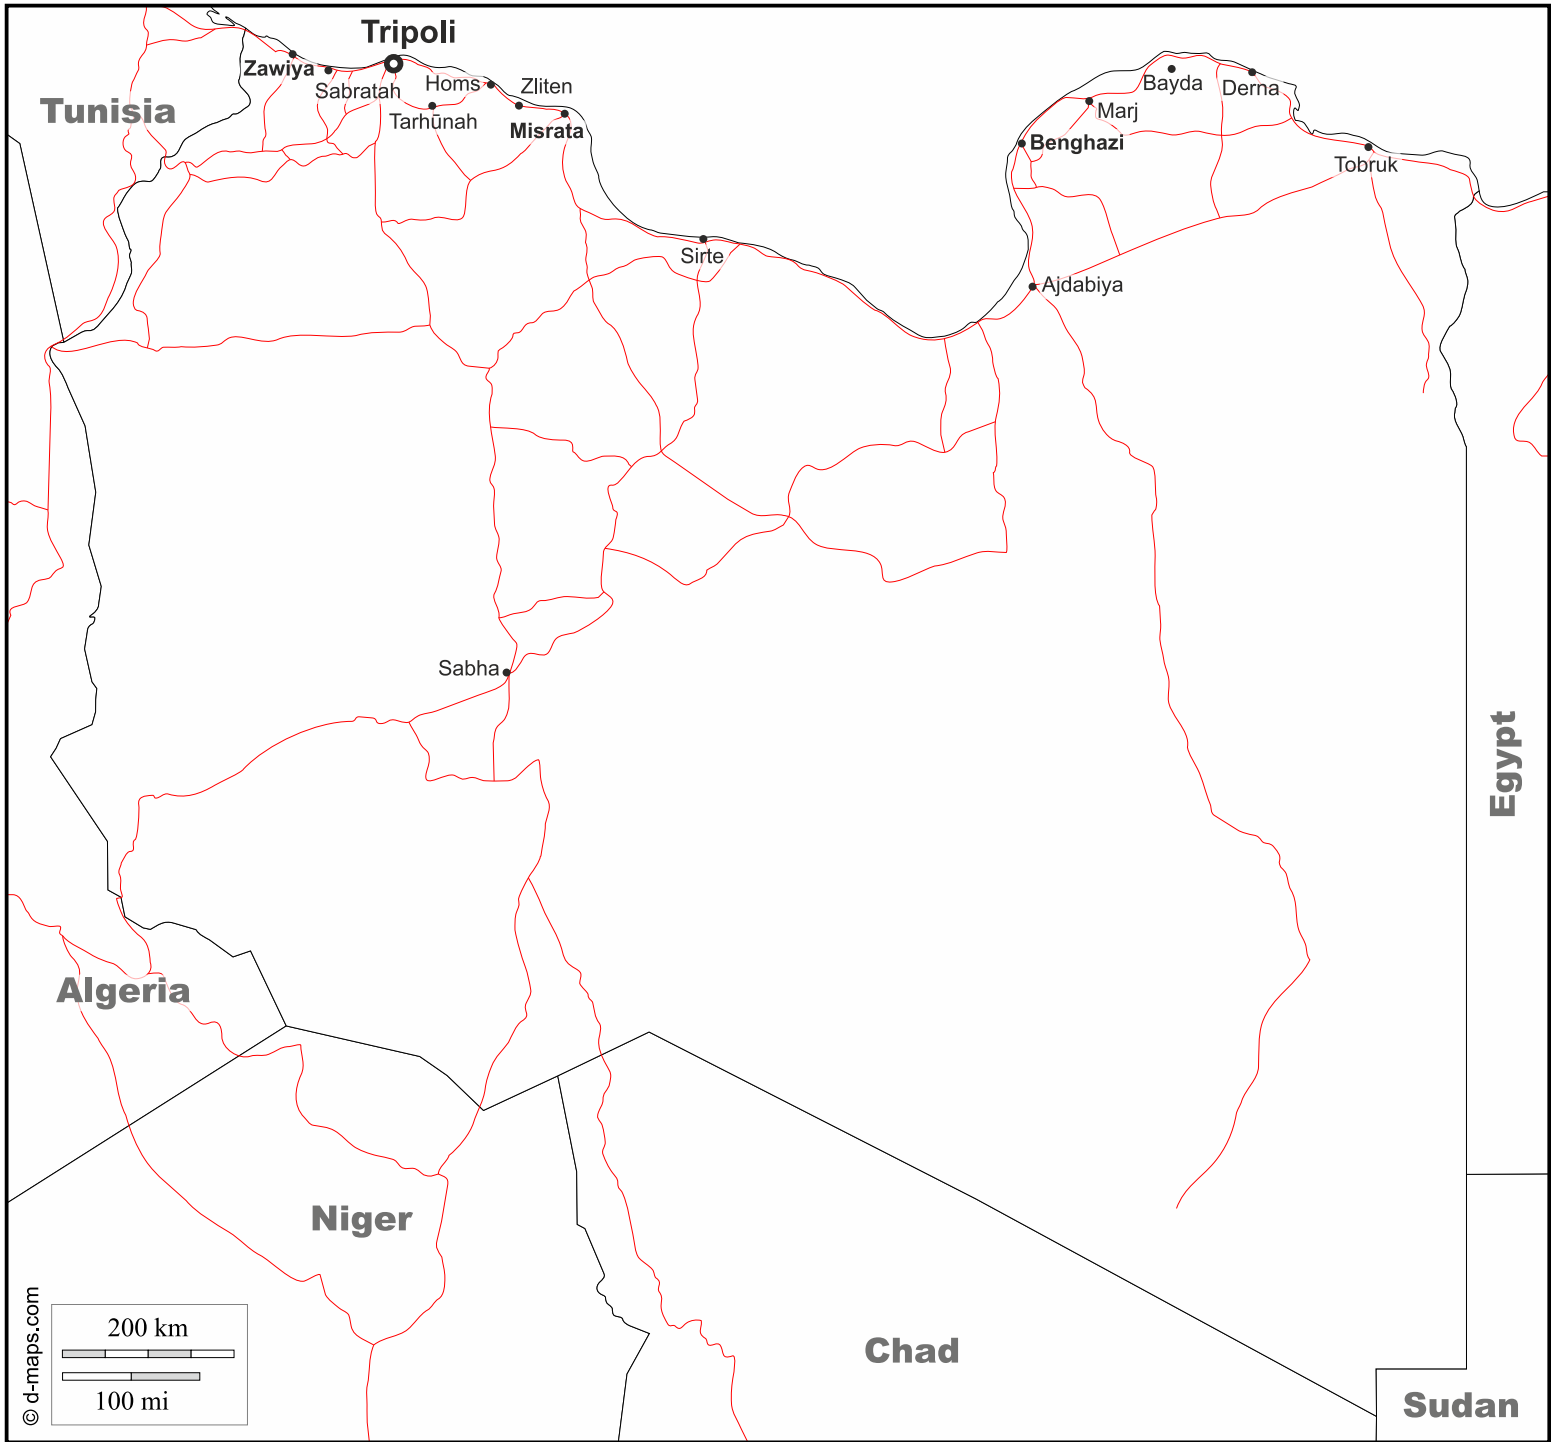 Tripoli
Zawiya
Sabratah
Homs
Zliten
Tarhūnah
Misrata
Tunisia
Bayda
Derna
Marj
Benghazi
Tobruk
Sirte
Ajdabiya
Sabha
Egypt
Algeria
Niger
Chad
Sudan
200 km
100 mi
© d-maps.com